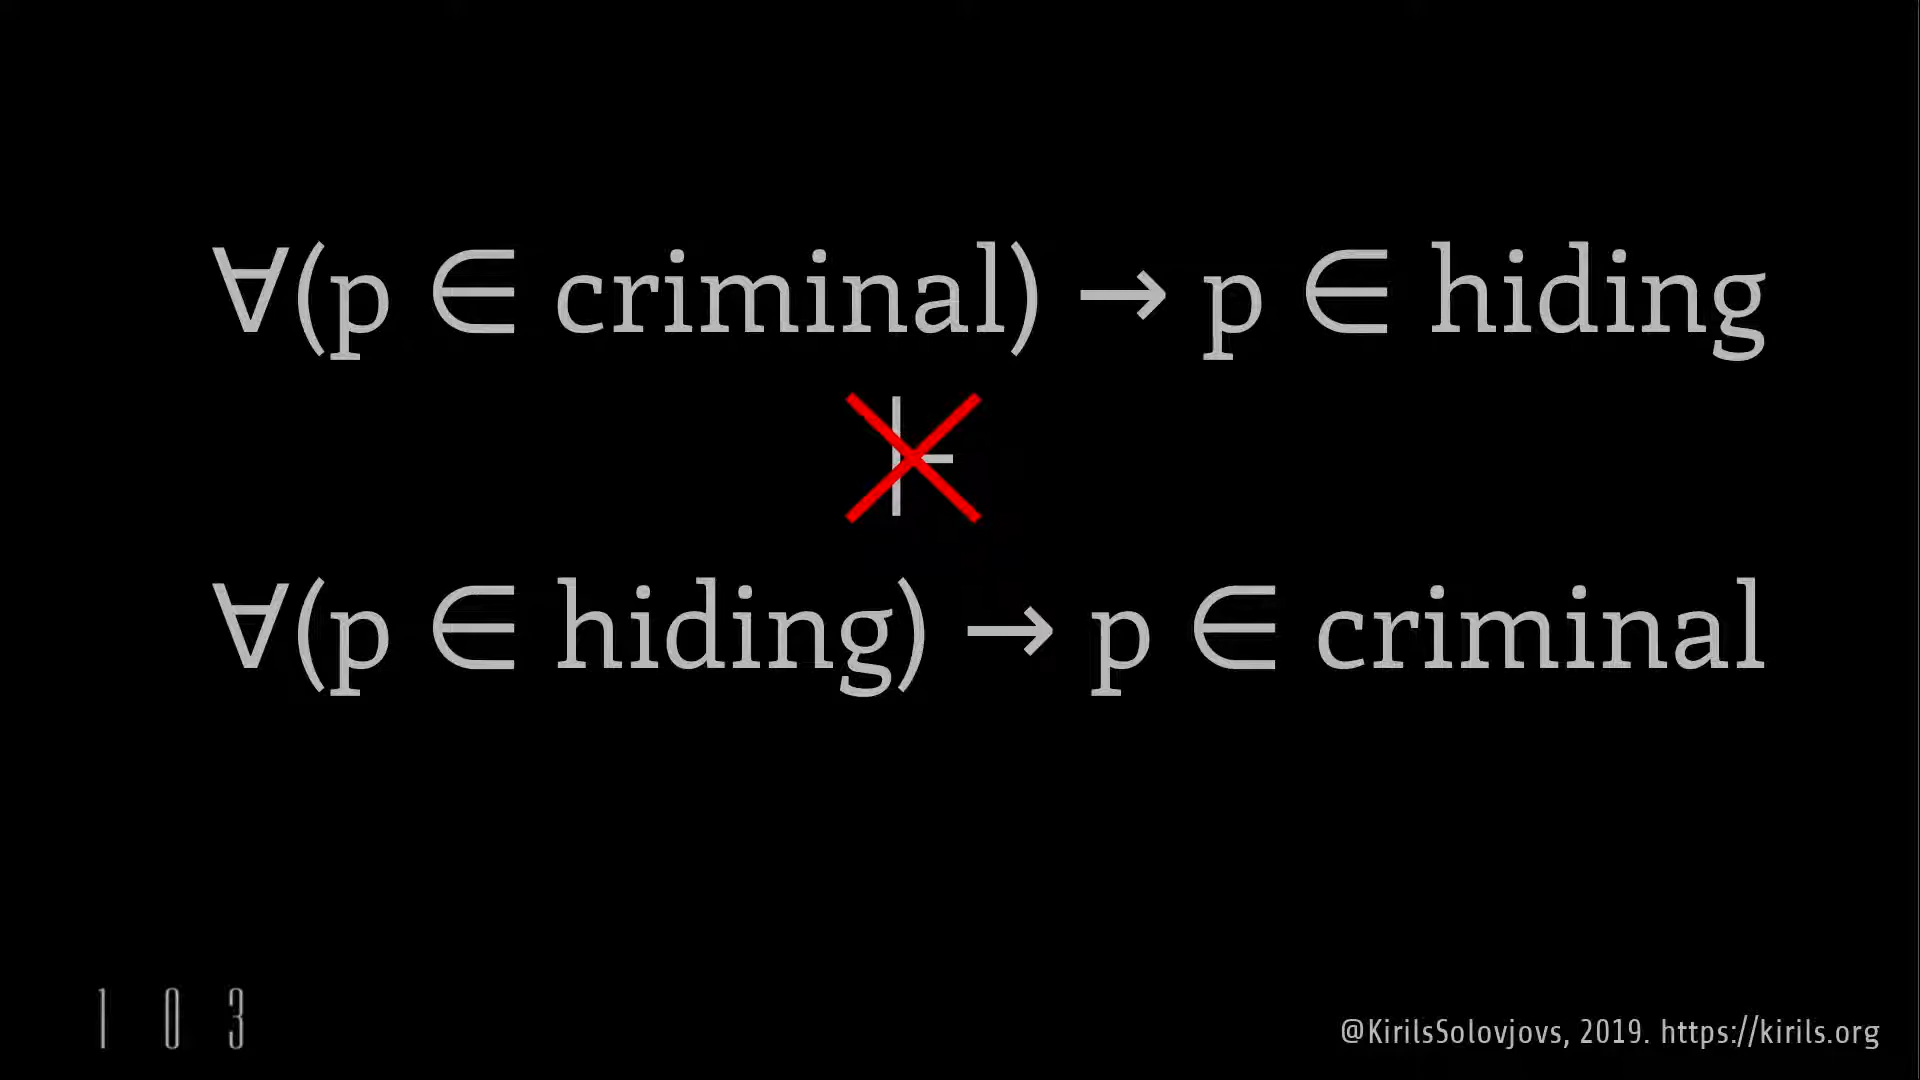 ∀(p ∈ criminal) → p ∈ hiding
⊦
∀(p ∈ hiding) → p ∈ criminal
1 0 3
@KirilsSolovjovs, 2019. https://kirils.org